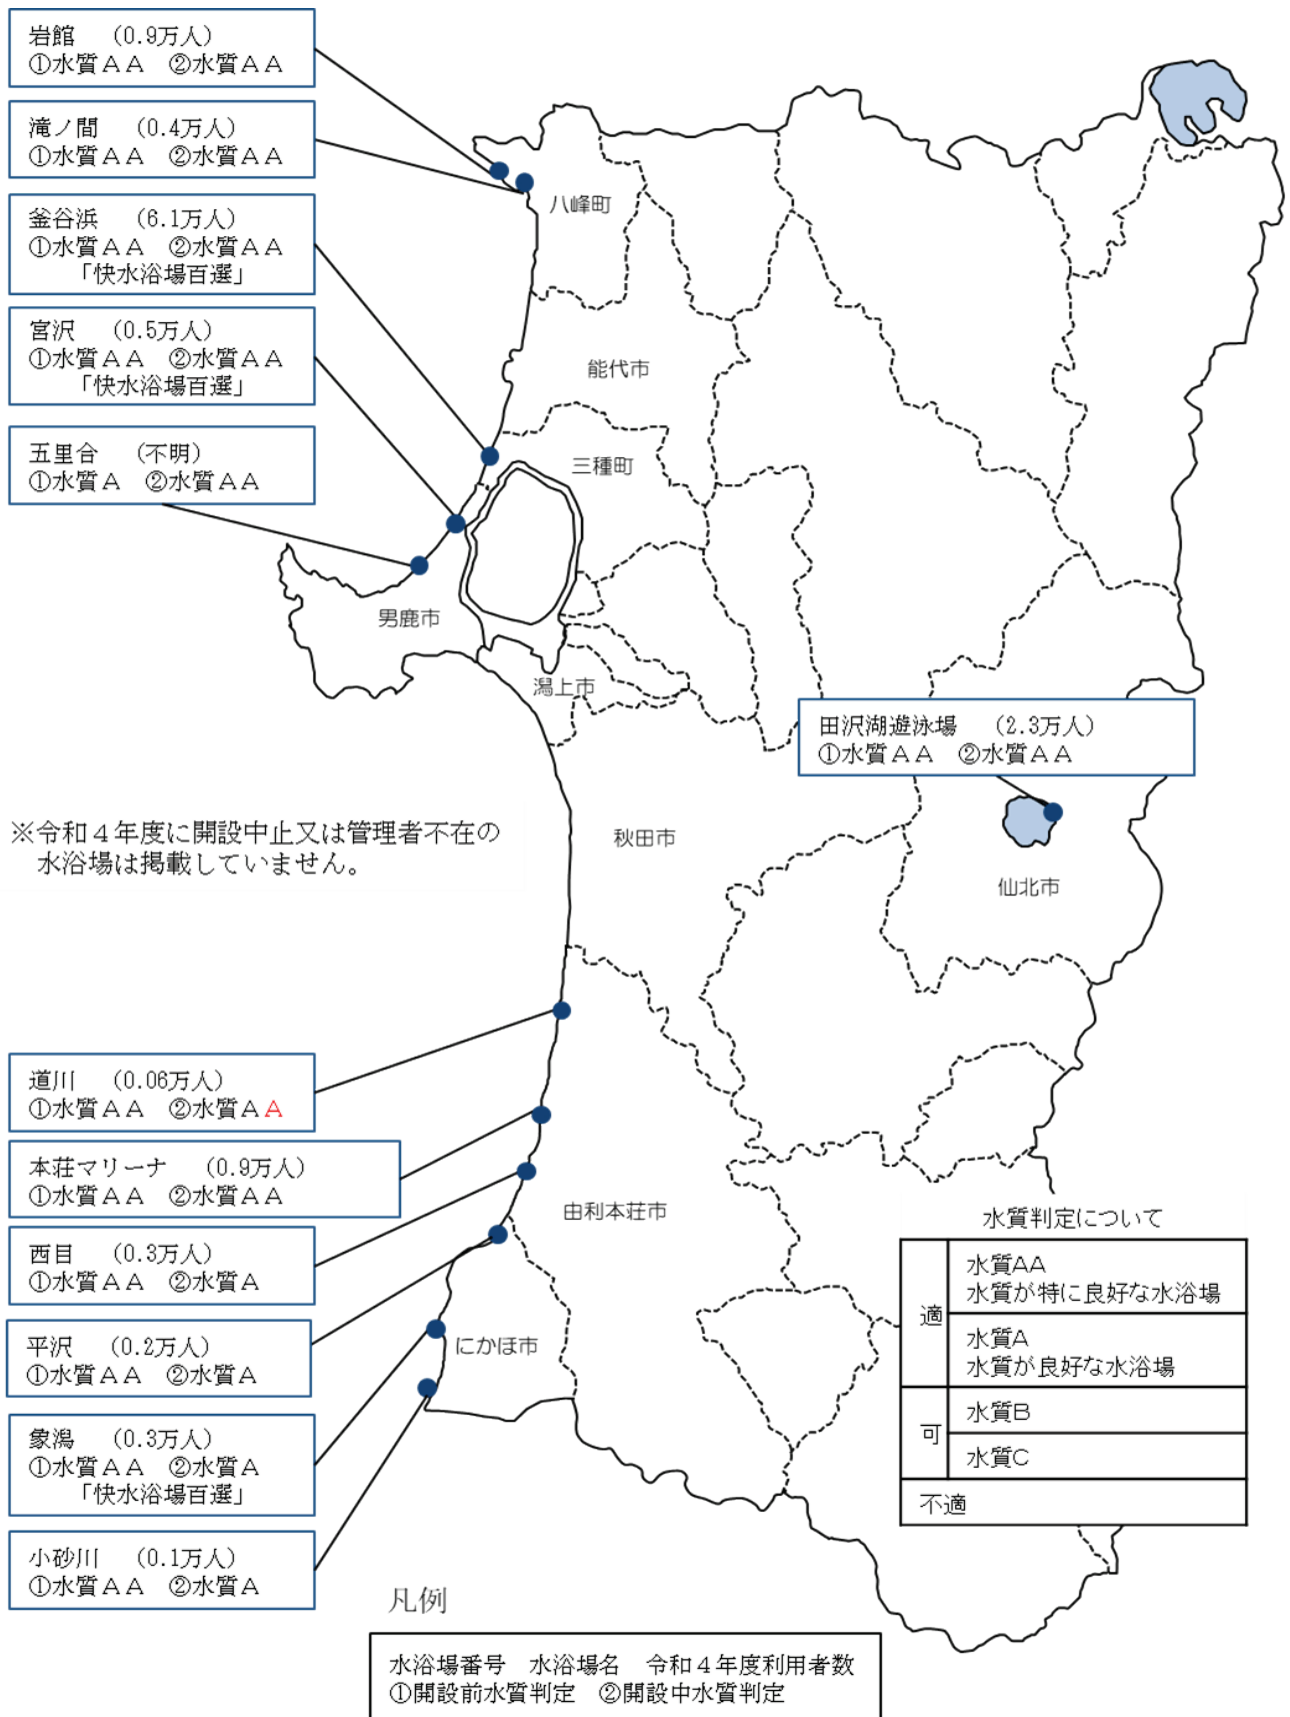 岩館 (0.9万人)
①水質ＡＡ ②水質ＡＡ
滝ノ間 (0.4万人)
①水質ＡＡ ②水質ＡＡ
釜谷浜 (6.1万人)
①水質ＡＡ ②水質ＡＡ
「快水浴場百選」
宮沢 (0.5万人)
①水質ＡＡ ②水質ＡＡ
「快水浴場百選」
五里合 (不明)
①水質Ａ ②水質ＡＡ
八峰町
能代市
三種町
男鹿市
潟上市
田沢湖遊泳場 (2.3万人)
①水質ＡＡ ②水質ＡＡ
※令和４年度に開設中止又は管理者不在の
水浴場は掲載していません。
秋田市
仙北市
道川 (0.06万人)
①水質ＡＡ ②水質ＡＡ
本荘マリーナ (0.9万人)
①水質ＡＡ ②水質ＡＡ
西目 (0.3万人)
①水質ＡＡ ②水質Ａ
平沢 (0.2万人)
①水質ＡＡ ②水質Ａ
象潟 (0.3万人)
①水質ＡＡ ②水質Ａ
「快水浴場百選」
小砂川 (0.1万人)
①水質ＡＡ ②水質Ａ
由利本荘市
にかほ市
水質判定について
適
水質AA
水質が特に良好な水浴場
水質A
水質が良好な水浴場
可
水質B
水質C
不適
凡例
水浴場番号 水浴場名 令和４年度利用者数
①開設前水質判定 ②開設中水質判定